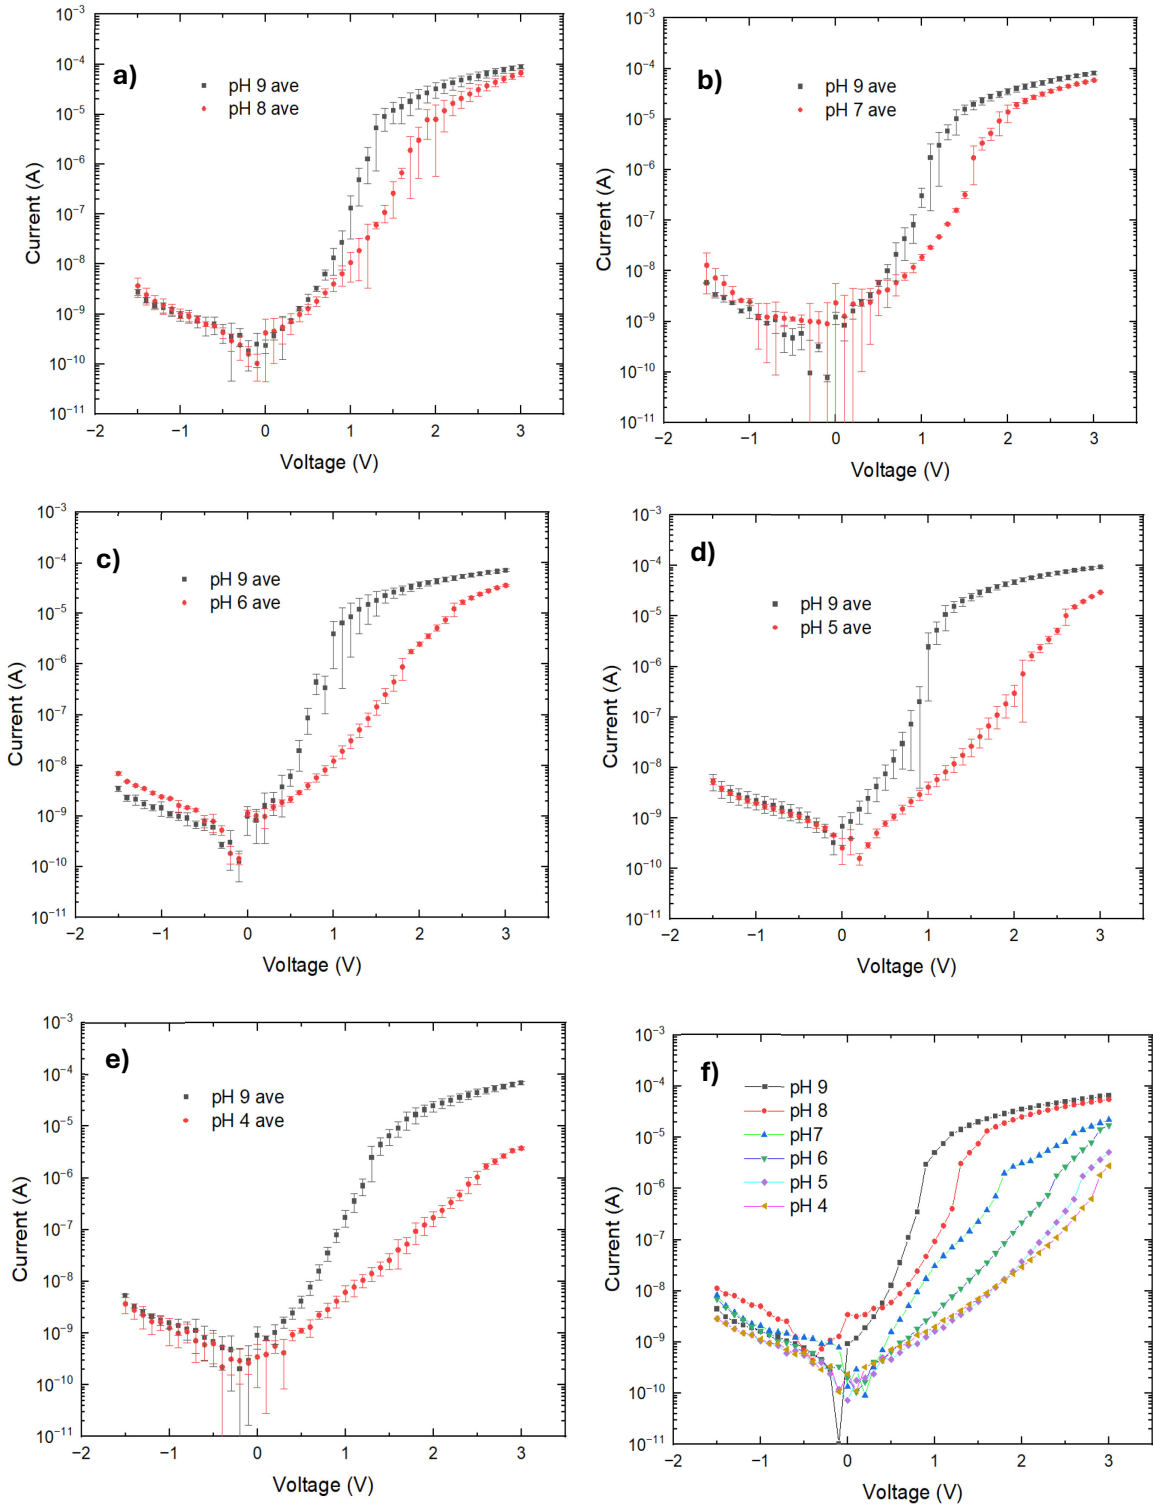 a)
pH 9 ave
pH 8 ave
10⁻³
10⁻⁴
10⁻⁵
10⁻⁶
10⁻⁷
10⁻⁸
10⁻⁹
10⁻¹⁰
10⁻¹¹
Current (A)
−2 −1 0 1 2 3
Voltage (V)
b)
pH 9 ave
pH 7 ave
10⁻³
10⁻⁴
10⁻⁵
10⁻⁶
10⁻⁷
10⁻⁸
10⁻⁹
10⁻¹⁰
10⁻¹¹
Current (A)
−2 −1 0 1 2 3
Voltage (V)
c)
pH 9 ave
pH 6 ave
10⁻³
10⁻⁴
10⁻⁵
10⁻⁶
10⁻⁷
10⁻⁸
10⁻⁹
10⁻¹⁰
10⁻¹¹
Current (A)
−2 −1 0 1 2 3
Voltage (V)
d)
pH 9 ave
pH 5 ave
10⁻³
10⁻⁴
10⁻⁵
10⁻⁶
10⁻⁷
10⁻⁸
10⁻⁹
10⁻¹⁰
10⁻¹¹
Current (A)
−2 −1 0 1 2 3
Voltage (V)
e)
pH 9 ave
pH 4 ave
10⁻³
10⁻⁴
10⁻⁵
10⁻⁶
10⁻⁷
10⁻⁸
10⁻⁹
10⁻¹⁰
10⁻¹¹
Current (A)
−2 −1 0 1 2 3
Voltage (V)
f)
pH 9
pH 8
pH7
pH 6
pH 5
pH 4
10⁻³
10⁻⁴
10⁻⁵
10⁻⁶
10⁻⁷
10⁻⁸
10⁻⁹
10⁻¹⁰
10⁻¹¹
Current (A)
−2 −1 0 1 2 3
Voltage (V)